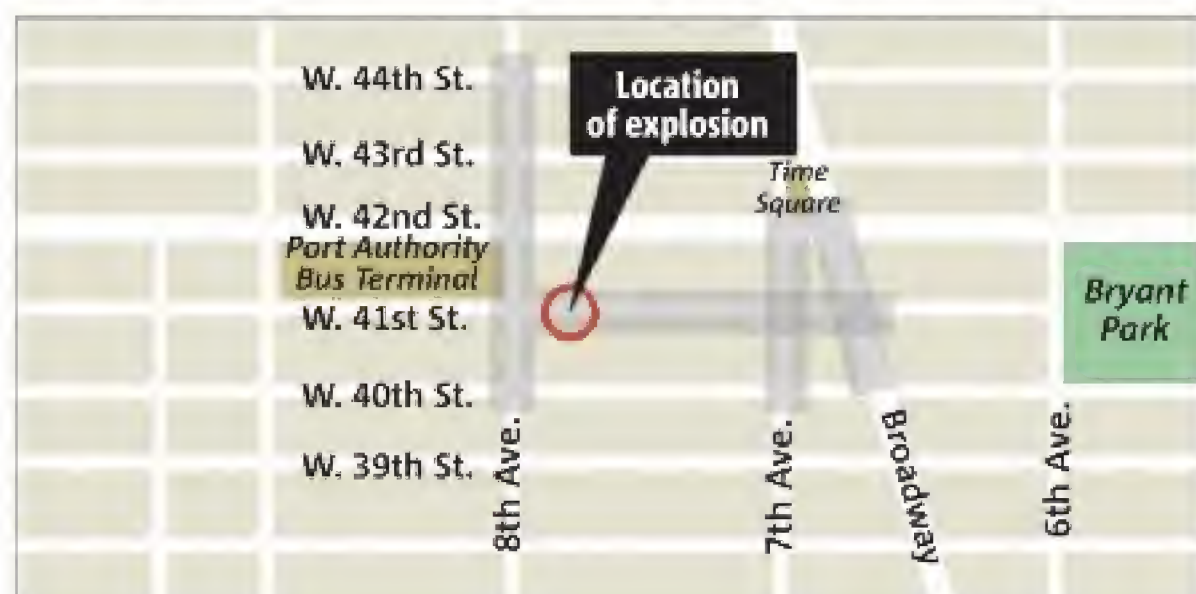 W. 44th St.
Location
of explosion
W. 43rd St.
Time
Square
W. 42nd St.
Port Authority
Bus Terminal
W. 41st St.
Bryant
Park
W. 40th St.
W. 39th St.
8th Ave.
7th Ave.
Broadway
6th Ave.